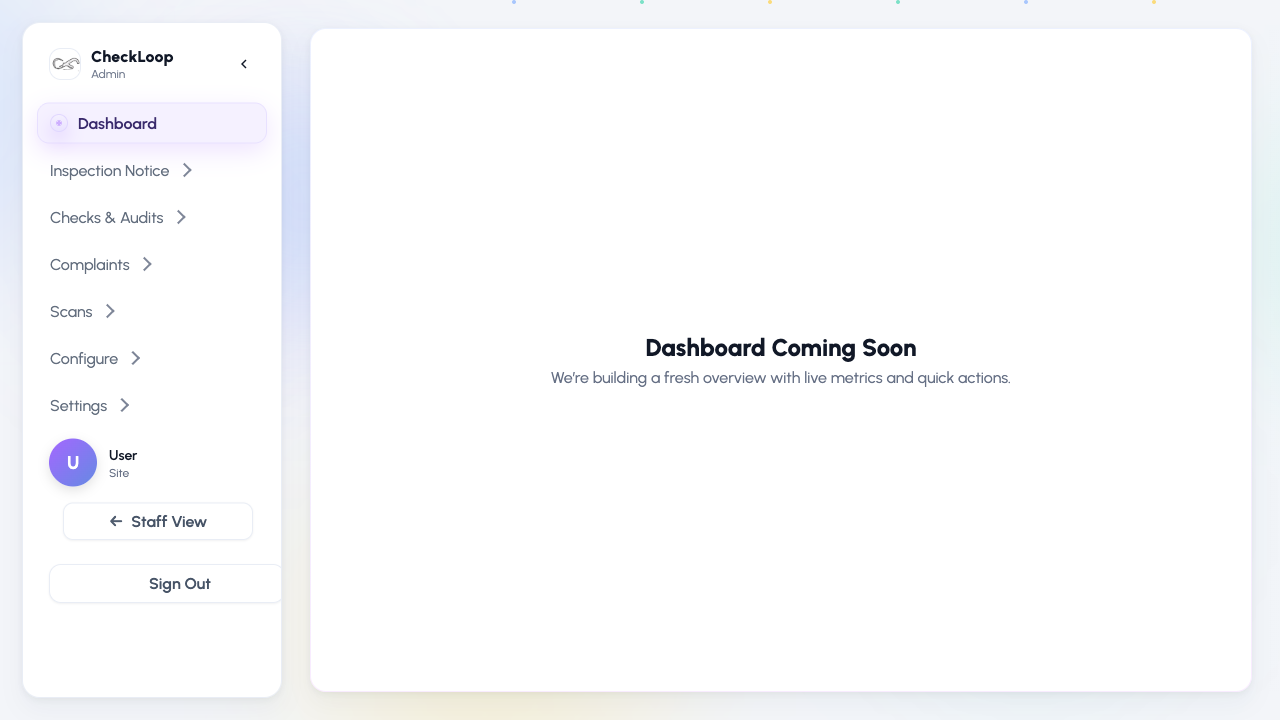 CheckLoop
Admin
Dashboard
Inspection Notice
Checks & Audits
Complaints
Scans
Configure
Settings
U
User
Site
Staff View
Sign Out
Dashboard Coming Soon
We're building a fresh overview with live metrics and quick actions.